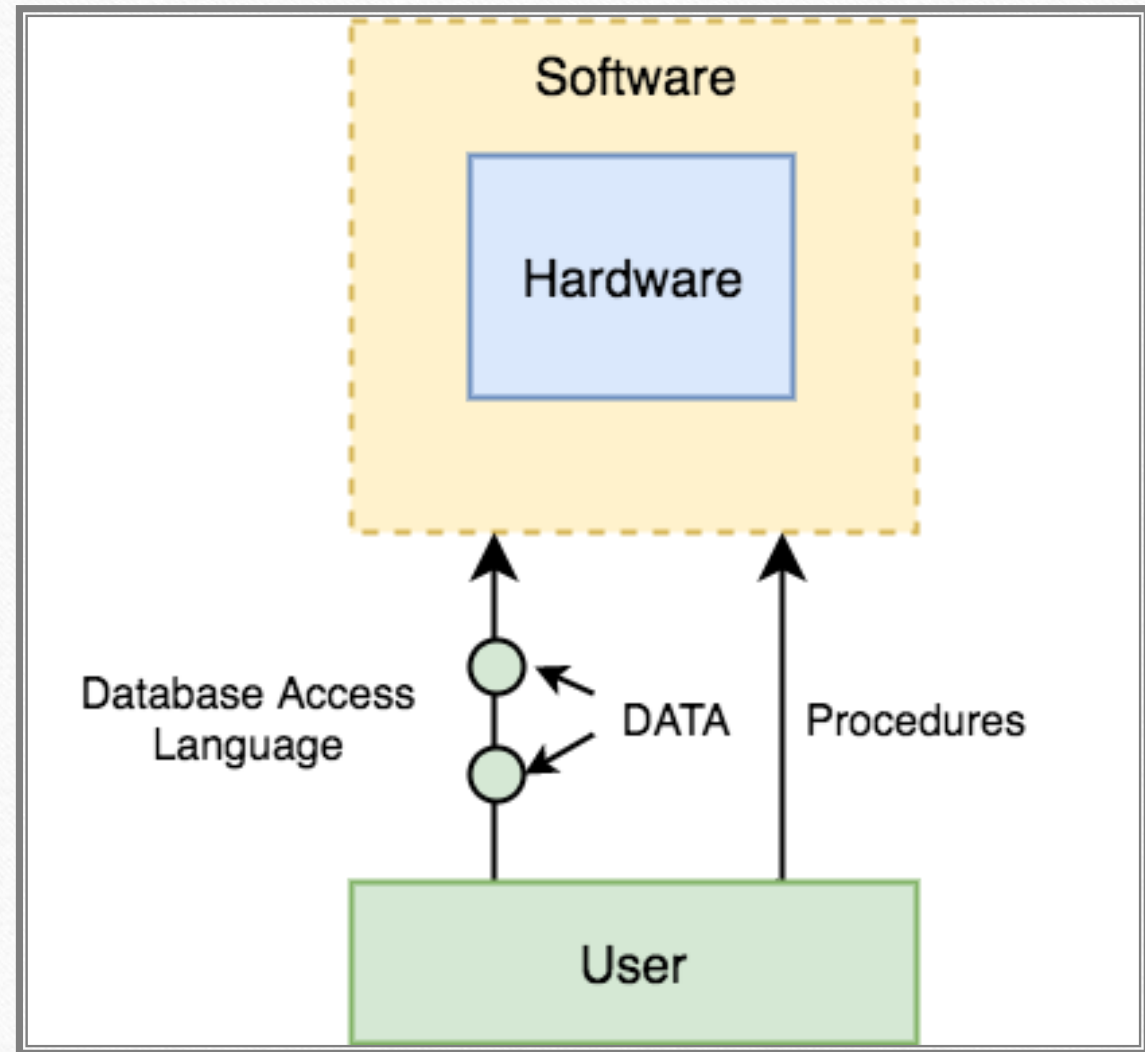 Software
Hardware
Database Access
Language
DATA
Procedures
User